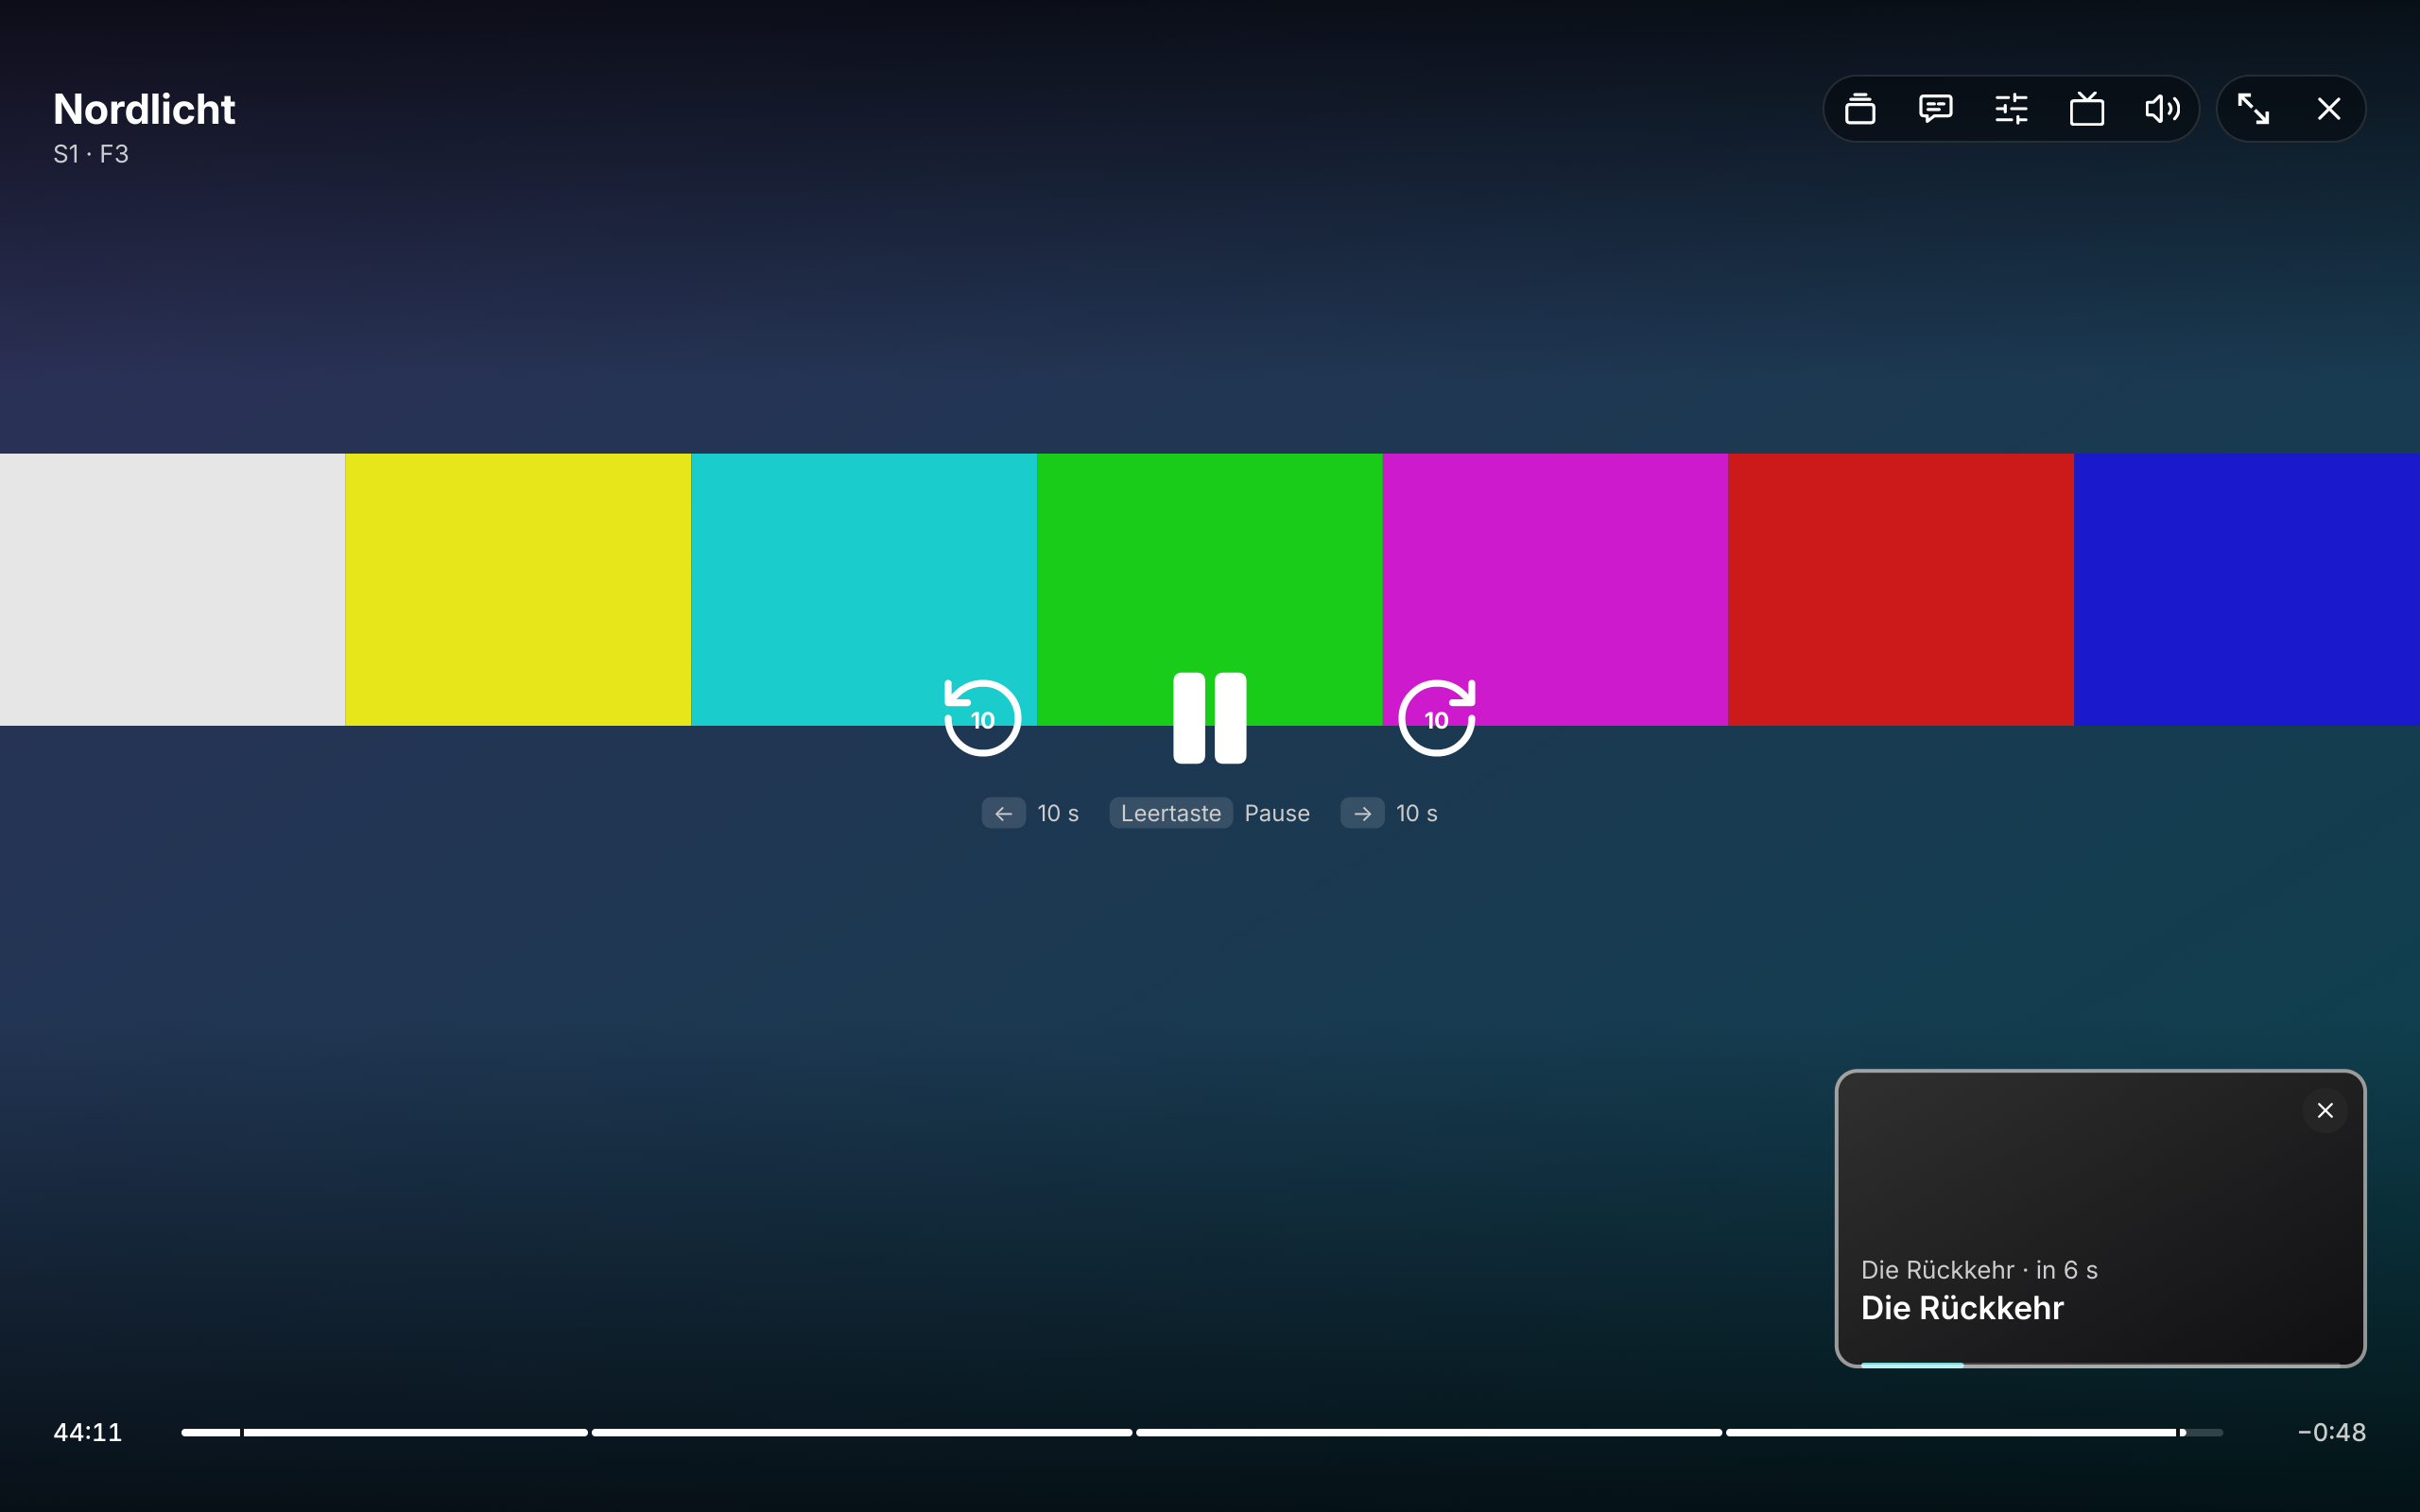 Nordlicht
S1 · F3
10
10
← 10 s Leertaste Pause → 10 s
Die Rückkehr · in 6 s
Die Rückkehr
44:11
−0:48